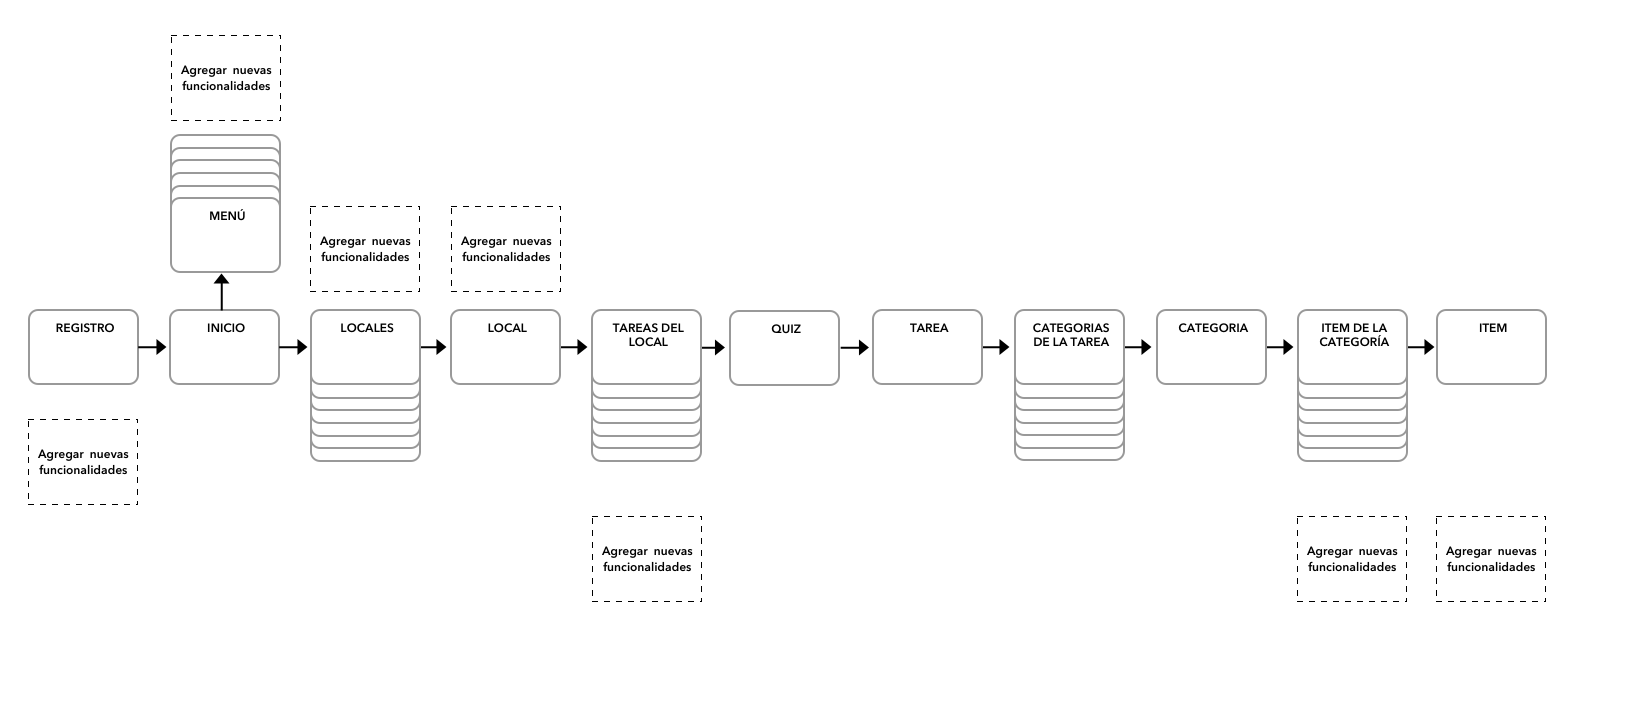 Agregar nuevas
funcionalidades
MENÚ
Agregar nuevas
funcionalidades
Agregar nuevas
funcionalidades
REGISTRO
INICIO
LOCALES
LOCAL
TAREAS DEL
LOCAL
QUIZ
TAREA
CATEGORIAS
DE LA TAREA
CATEGORIA
ITEM DE LA
CATEGORÍA
ITEM
Agregar nuevas
funcionalidades
Agregar nuevas
funcionalidades
Agregar nuevas
funcionalidades
Agregar nuevas
funcionalidades